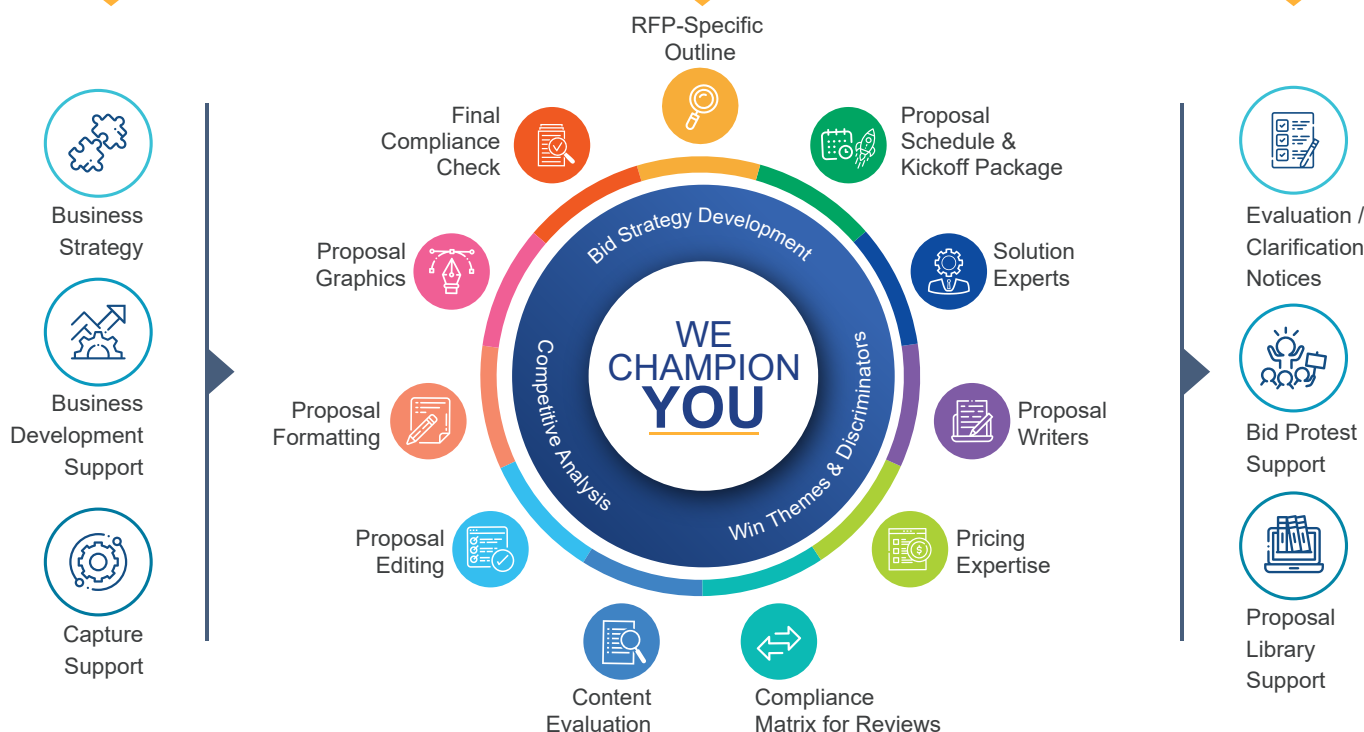 Business
Strategy
Business
Development
Support
Capture
Support
RFP-Specific
Outline
Proposal
Schedule &
Kickoff Package
Solution
Experts
Proposal
Writers
Pricing
Expertise
Compliance
Matrix for Reviews
Content
Evaluation
Proposal
Editing
Proposal
Formatting
Proposal
Graphics
Final
Compliance
Check
Bid Strategy Development
Win Themes & Discriminators
Competitive Analysis
WE
CHAMPION
YOU
Evaluation /
Clarification
Notices
Bid Protest
Support
Proposal
Library
Support